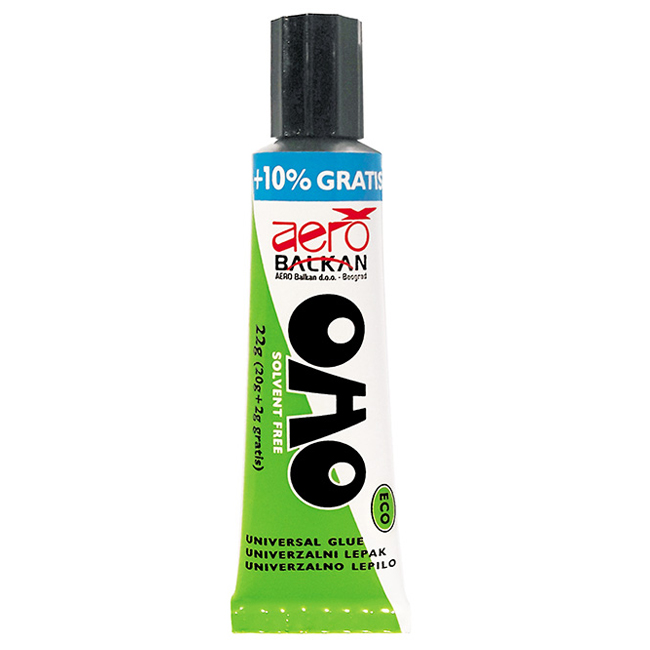 +10% GRATIS
aero
BALKAN
AERO Balkan d.o.o. - Beograd
OHO
SOLVENT FREE
22g (20g+2g gratis)
ECO
UNIVERSAL GLUE
UNIVERZALNI LEPAK
UNIVERZALNO LEPILO